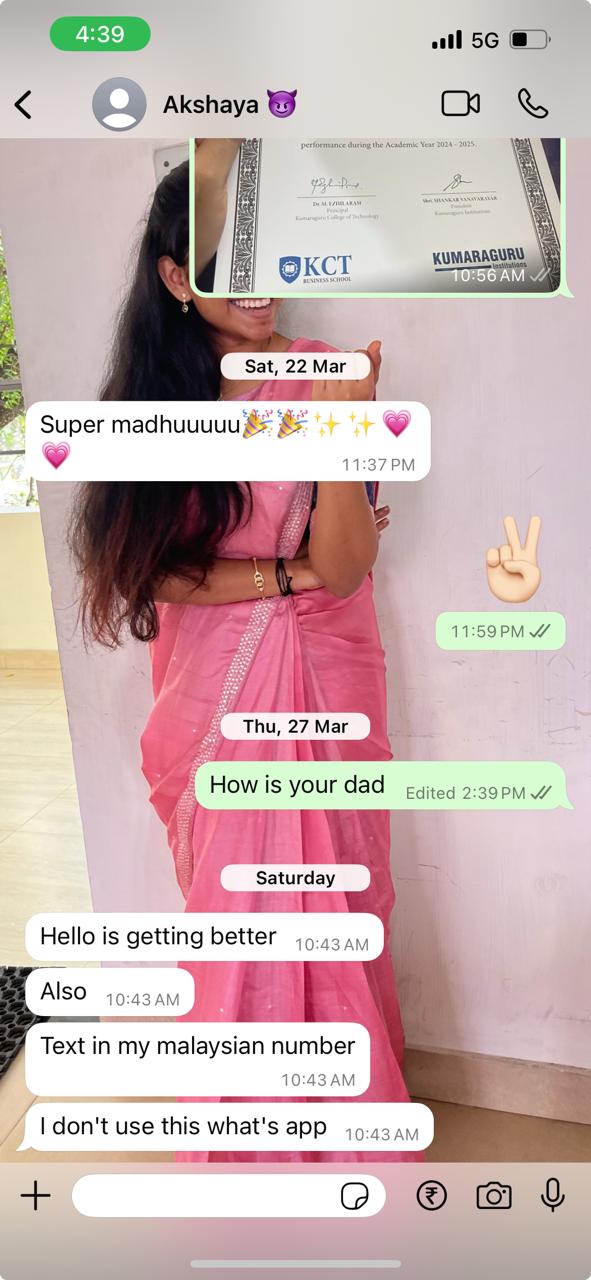 4:39
5G
Akshaya 😈
performance during the Academic Year 2024 - 2025.
Dr. M. EZHILARAM
Principal
Kumaraguru College of Technology
Shri. SHANKAR VANAVARAYAR
President
Kumaraguru Institutions
KCT
BUSINESS SCHOOL
KUMARAGURU
Institutions
10:56 AM
Sat, 22 Mar
Super madhuuuuu🎉🎉✨✨💗
💗
11:37 PM
✌🏻
11:59 PM
Thu, 27 Mar
How is your dad
Edited 2:39 PM
Saturday
Hello is getting better 10:43 AM
Also 10:43 AM
Text in my malaysian number
10:43 AM
I don't use this what's app 10:43 AM
₹